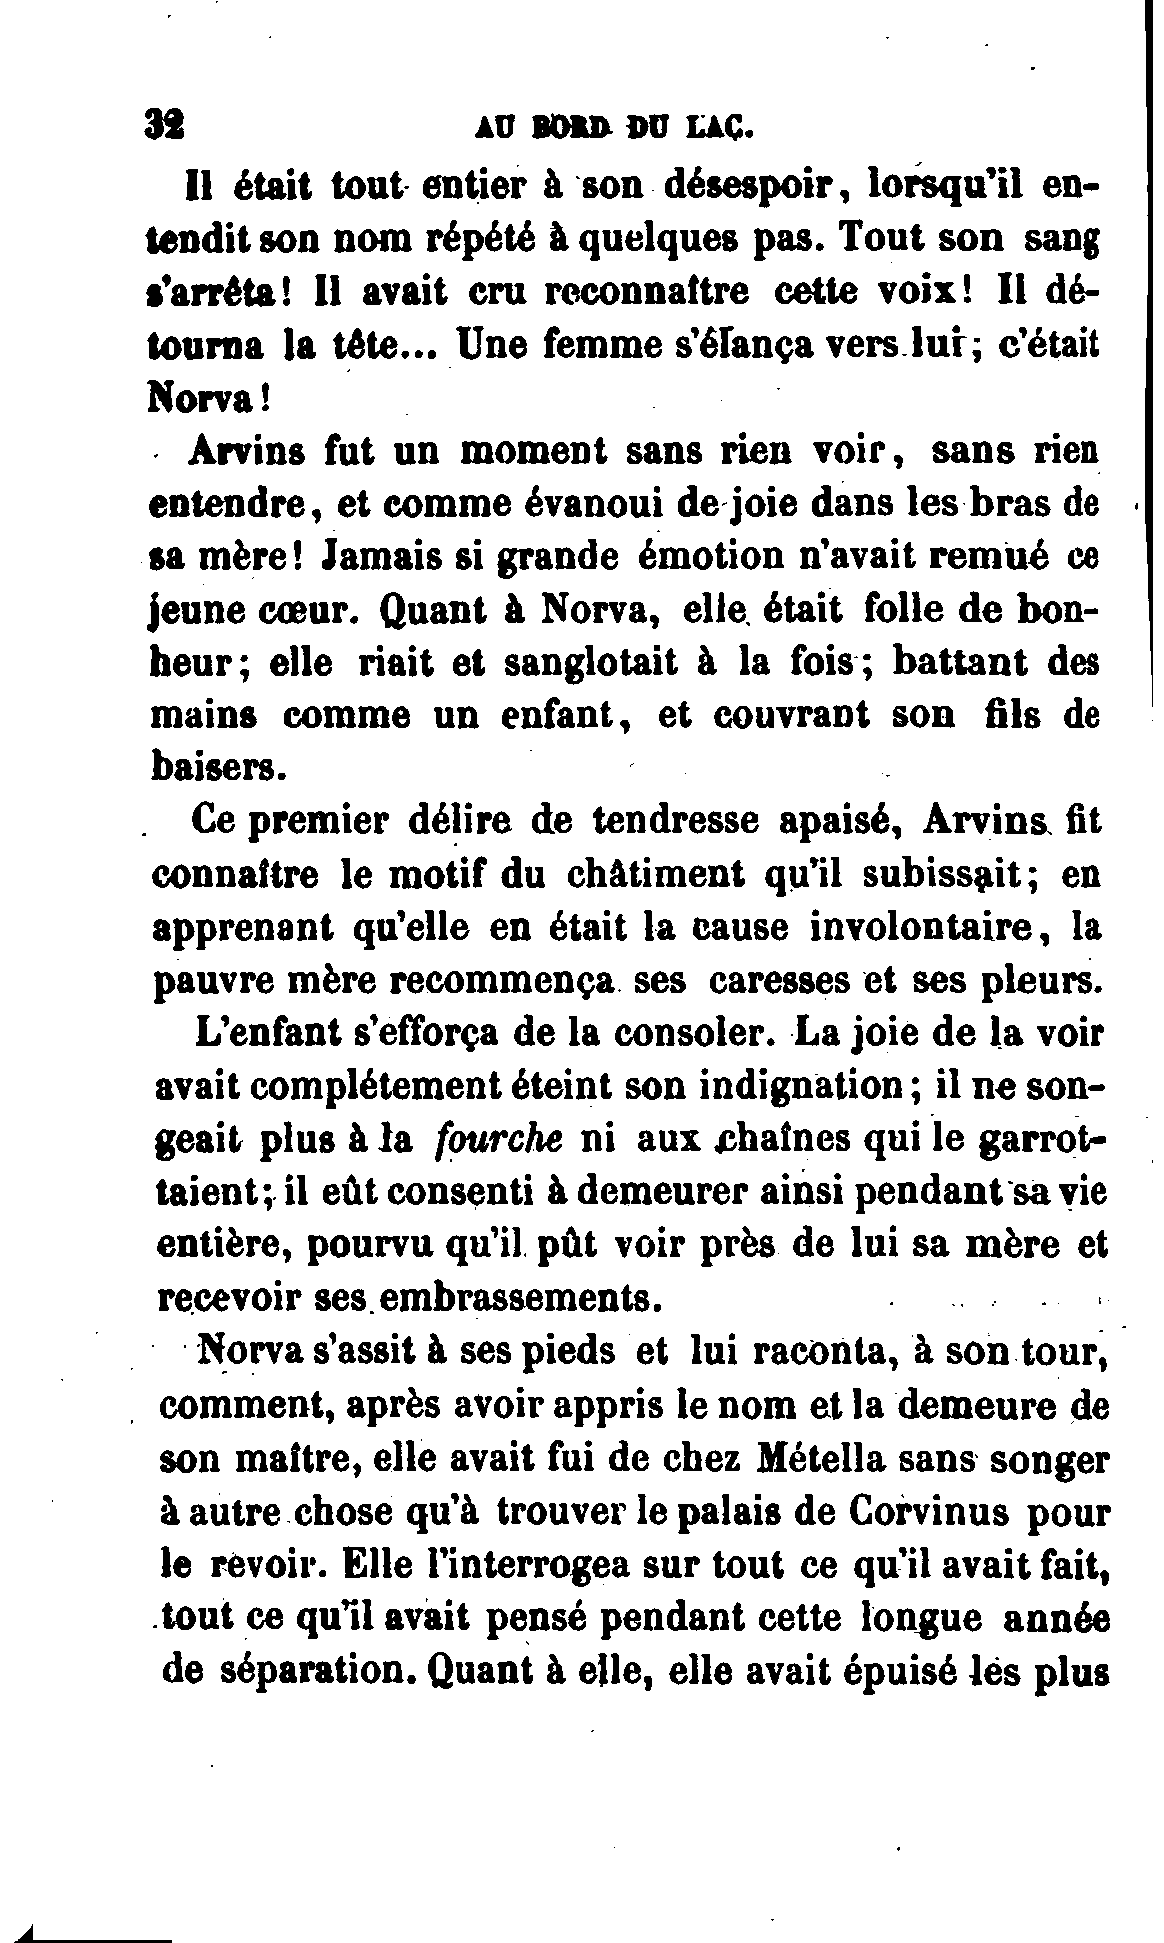 32 AU BORD DU LAC.
Il était tout entier à son désespoir, lorsqu'il en-
tendit son nom répété à quelques pas. Tout son sang
s'arrêta! Il avait cru reconnaître cette voix! Il dé-
tourna la tête... Une femme s'élança vers lui; c'était
Norva!
Arvins fut un moment sans rien voir, sans rien
entendre, et comme évanoui de joie dans les bras de
sa mère! Jamais si grande émotion n'avait remué ce
jeune cœur. Quant à Norva, elle était folle de bon-
heur; elle riait et sanglotait à la fois; battant des
mains comme un enfant, et couvrant son fils de
baisers.
Ce premier délire de tendresse apaisé, Arvins fit
connaître le motif du châtiment qu'il subissait; en
apprenant qu'elle en était la cause involontaire, la
pauvre mère recommença ses caresses et ses pleurs.
L'enfant s'efforça de la consoler. La joie de la voir
avait complétement éteint son indignation; il ne son-
geait plus à la fourche ni aux chaînes qui le garrot-
taient; il eût consenti à demeurer ainsi pendant sa vie
entière, pourvu qu'il pût voir près de lui sa mère et
recevoir ses embrassements.
Norva s'assit à ses pieds et lui raconta, à son tour,
comment, après avoir appris le nom et la demeure de
son maître, elle avait fui de chez Métella sans songer
à autre chose qu'à trouver le palais de Corvinus pour
le revoir. Elle l'interrogea sur tout ce qu'il avait fait,
tout ce qu'il avait pensé pendant cette longue année
de séparation. Quant à elle, elle avait épuisé les plus